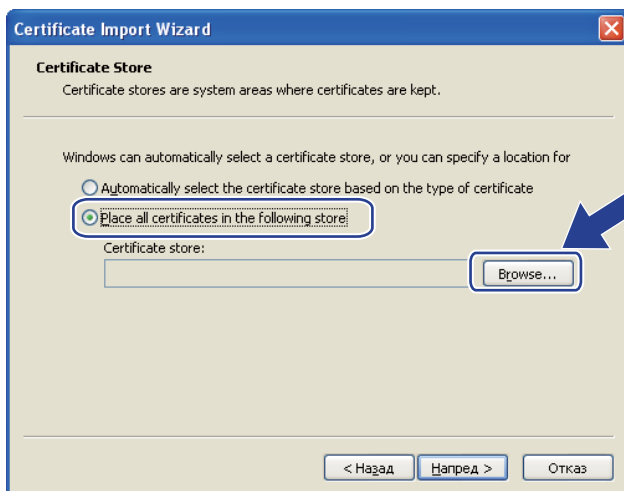 Certificate Import Wizard
Certificate Store
Certificate stores are system areas where certificates are kept.
Windows can automatically select a certificate store, or you can specify a location for
Automatically select the certificate store based on the type of certificate
Place all certificates in the following store
Certificate store:
Browse...
< Назад
Напред >
Отказ